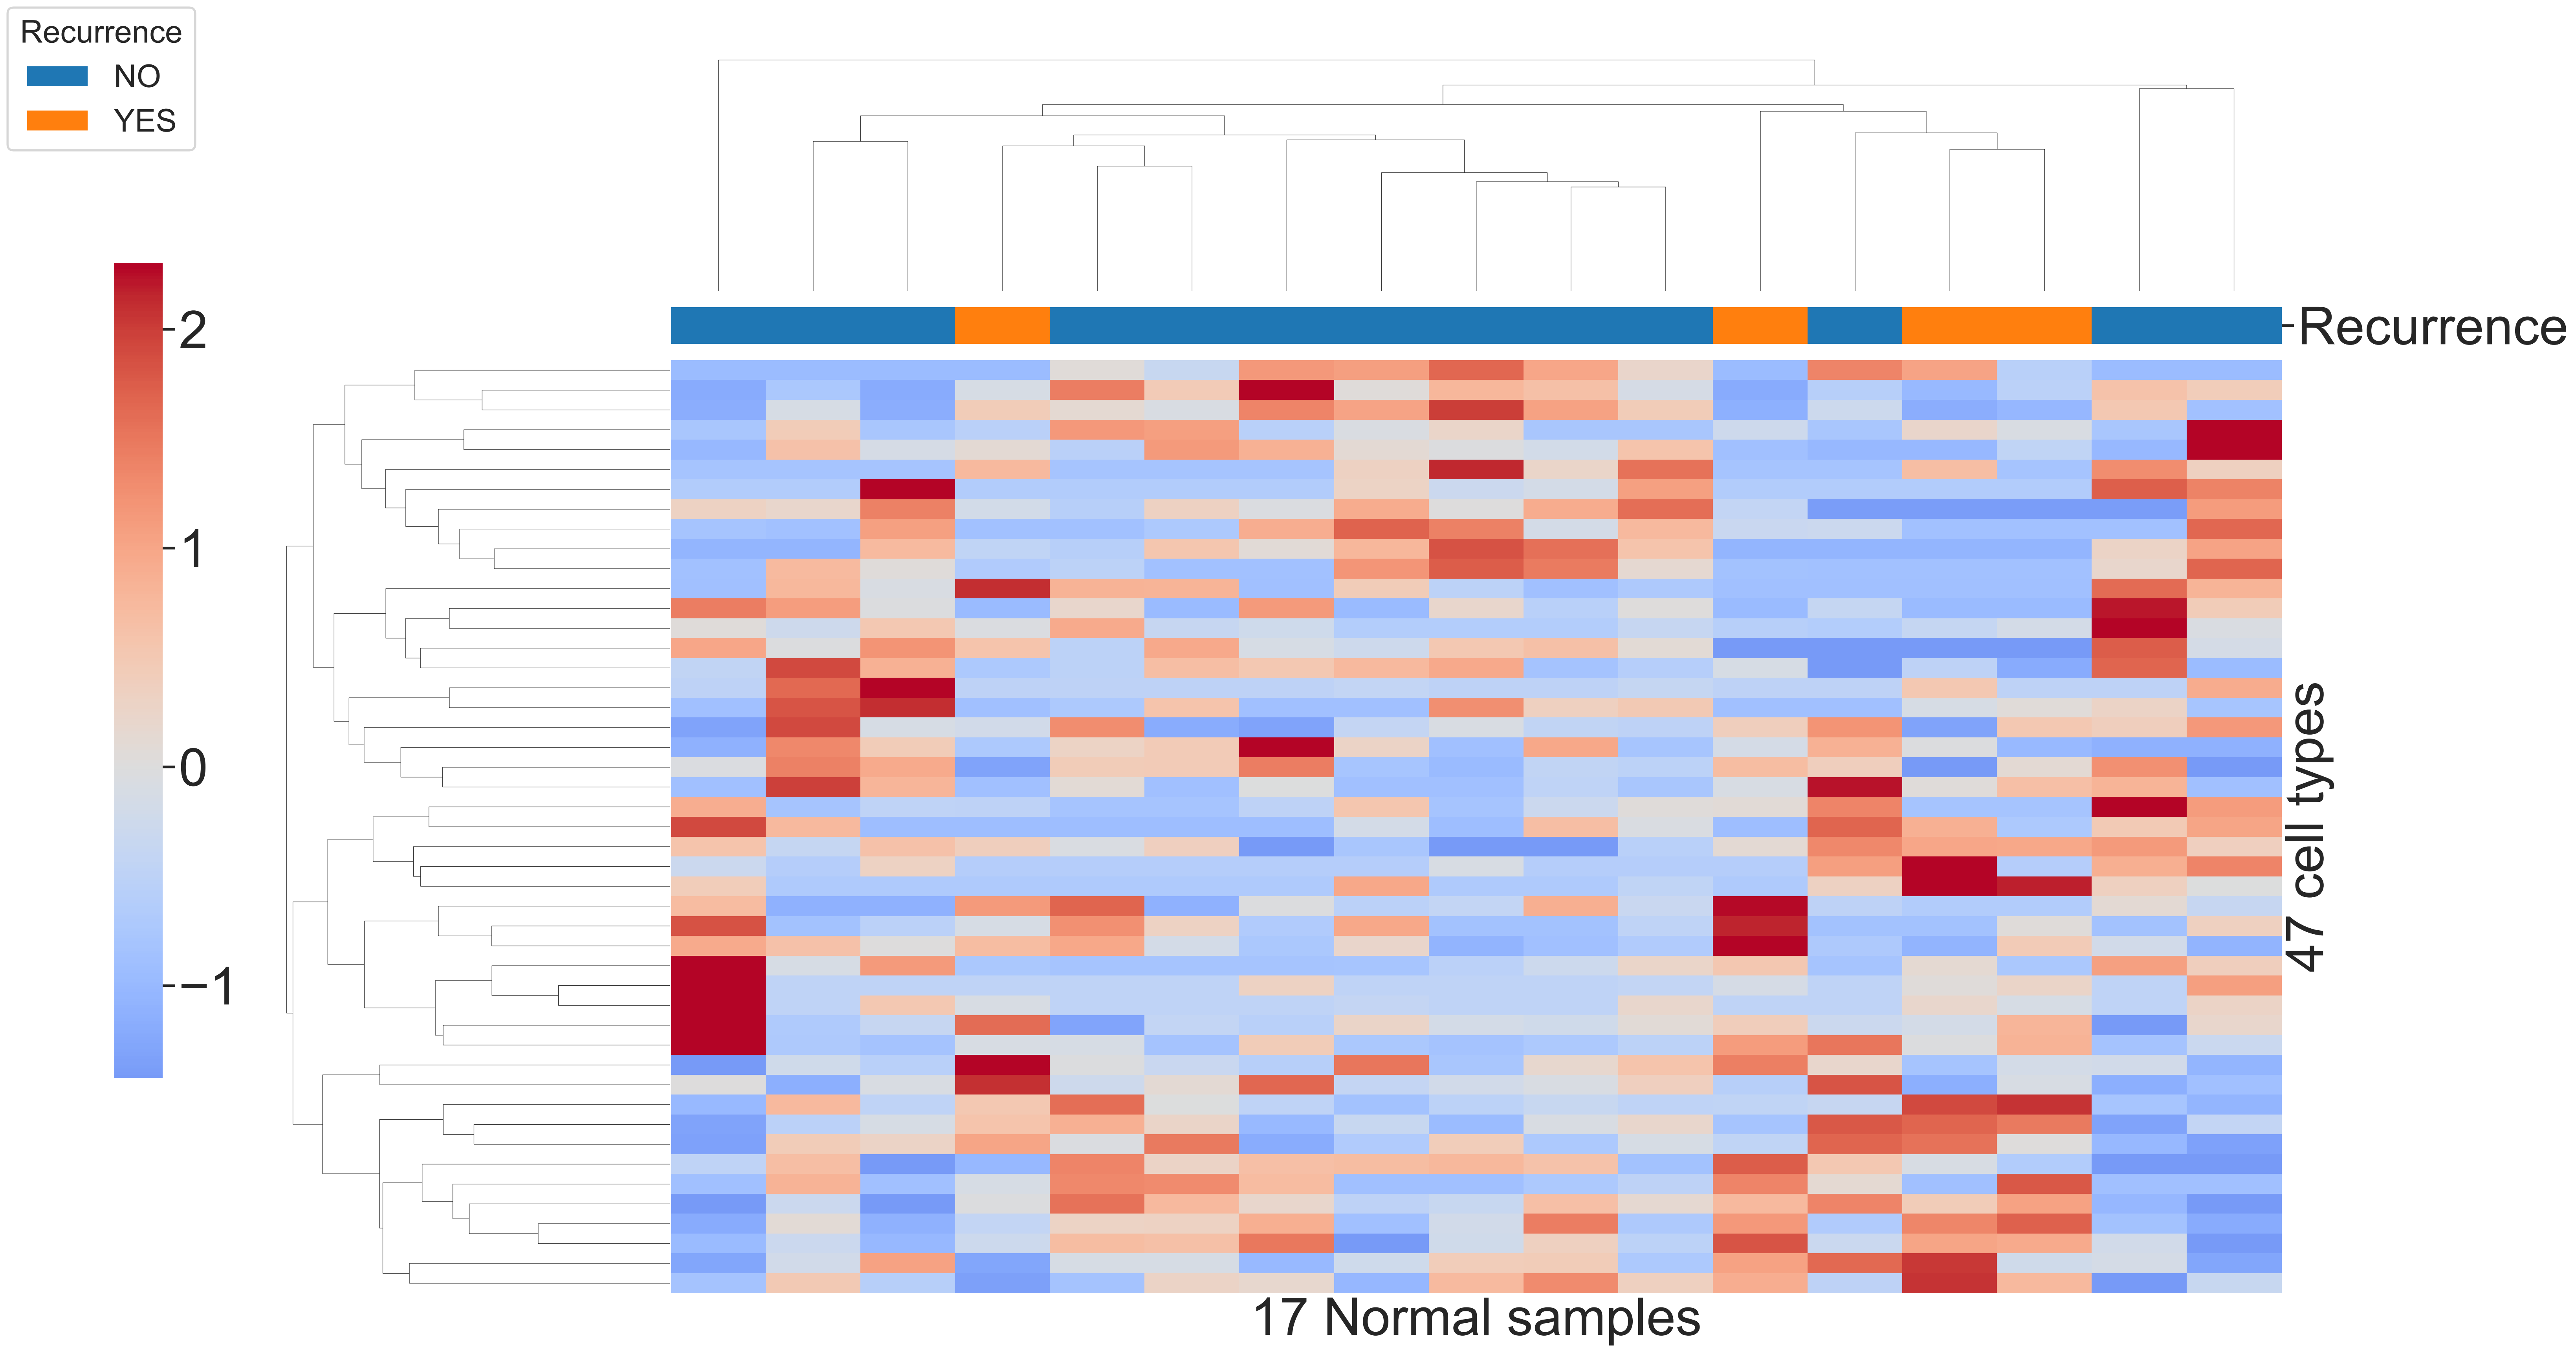 Recurrence
NO
YES
2
1
0
−1
Recurrence
47 cell types
17 Normal samples